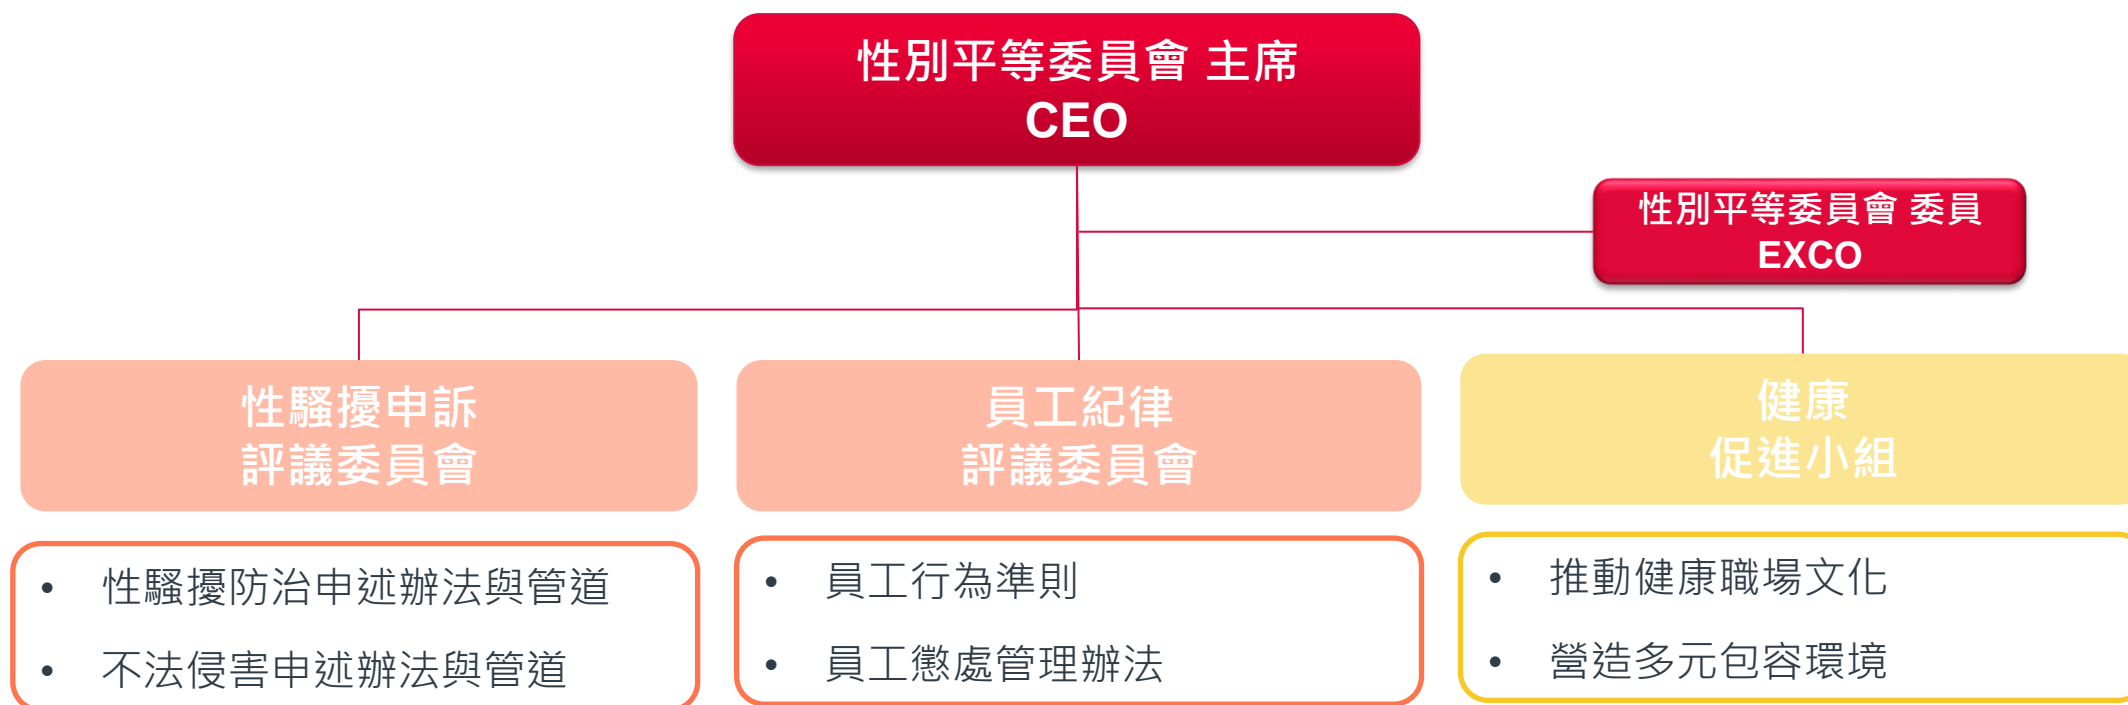 性別平等委員會 主席
CEO
性別平等委員會 委員
EXCO
性騷擾申訴
評議委員會
員工紀律
評議委員會
健康
促進小組
• 性騷擾防治申述辦法與管道
• 不法侵害申述辦法與管道
• 員工行為準則
• 員工懲處管理辦法
• 推動健康職場文化
• 營造多元包容環境